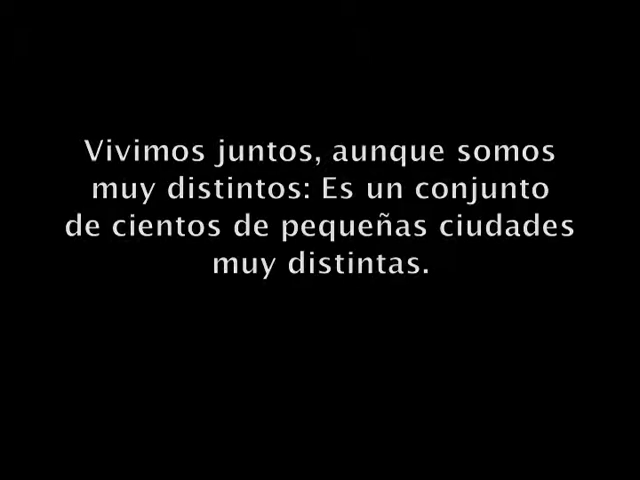 Vivimos juntos, aunque somos
muy distintos: Es un conjunto
de cientos de pequeñas ciudades
muy distintas.